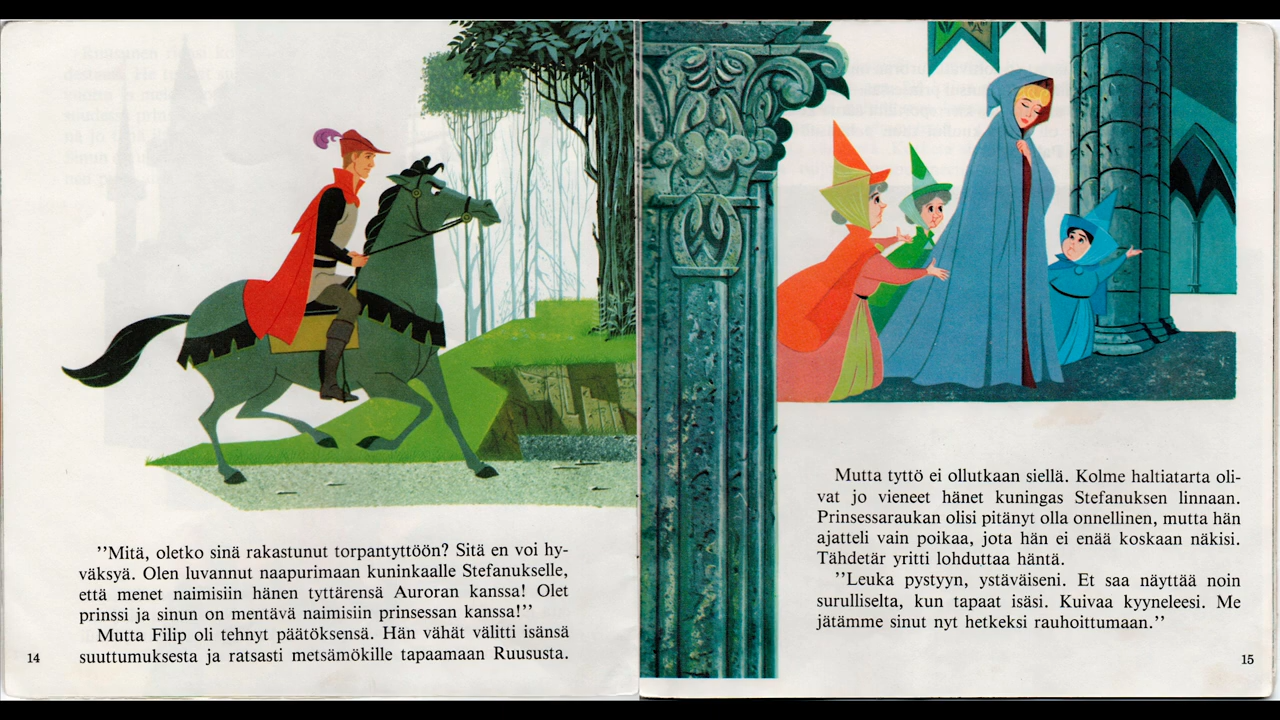 ”Mitä, oletko sinä rakastunut torpantyttöön? Sitä en voi hy-
väksyä. Olen luvannut naapurimaan kuninkaalle Stefanukselle,
että menet naimisiin hänen tyttärensä Auroran kanssa! Olet
prinssi ja sinun on mentävä naimisiin prinsessan kanssa!”
Mutta Filip oli tehnyt päätöksensä. Hän vähät välitti isänsä
suuttumuksesta ja ratsasti metsämökille tapaamaan Ruususta.
14
Mutta tyttö ei ollutkaan siellä. Kolme haltiatarta oli-
vat jo vieneet hänet kuningas Stefanuksen linnaan.
Prinsessaraukan olisi pitänyt olla onnellinen, mutta hän
ajatteli vain poikaa, jota hän ei enää koskaan näkisi.
Tähdetär yritti lohduttaa häntä.
”Leuka pystyyn, ystäväiseni. Et saa näyttää noin
surulliselta, kun tapaat isäsi. Kuivaa kyyneleesi. Me
jätämme sinut nyt hetkeksi rauhoittumaan.”
15